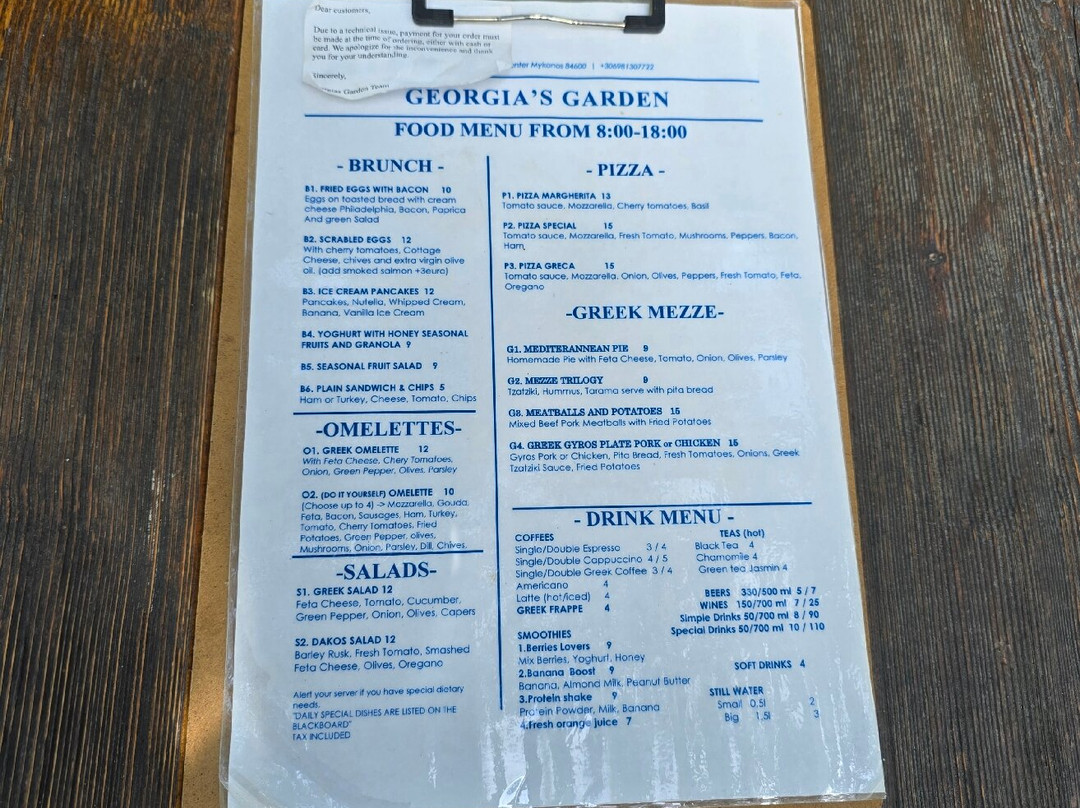 Dear customers,
Due to a technical issue, payment for your order must
be made at the time of ordering, either with cash or
card. We apologize for the inconvenience and thank
you for your understanding.
Sincerely,
Garden Team
Mykonos 84600 | +306981307722
GEORGIA'S GARDEN
FOOD MENU FROM 8:00-18:00
- BRUNCH -
B1. FRIED EGGS WITH BACON 10
Eggs on toasted bread with cream
cheese Philadelphia, Bacon, Paprica
And green Salad
B2. SCRABLED EGGS 12
With cherry tomatoes, Cottage
Cheese, chives and extra virgin olive
oil. (add smoked salmon +3euro)
B3. ICE CREAM PANCAKES 12
Pancakes, Nutella, Whipped Cream,
Banana, Vanilla Ice Cream
B4. YOGHURT WITH HONEY SEASONAL
FRUITS AND GRANOLA 9
B5. SEASONAL FRUIT SALAD 9
B6. PLAIN SANDWICH & CHIPS 5
Ham or Turkey, Cheese, Tomato, Chips
-OMELETTES-
O1. GREEK OMELETTE 12
With Feta Cheese, Chery Tomatoes,
Onion, Green Pepper, Olives, Parsley
O2. (DO IT YOURSELF) OMELETTE 10
(Choose up to 4) -> Mozzarella, Gouda,
Feta, Bacon, Sausages, Ham, Turkey,
Tomato, Cherry Tomatoes, Fried
Potatoes, Green Pepper, olives,
Mushrooms, Onion, Parsley, Dill, Chives.
-SALADS-
S1. GREEK SALAD 12
Feta Cheese, Tomato, Cucumber,
Green Pepper, Onion, Olives, Capers
S2. DAKOS SALAD 12
Barley Rusk, Fresh Tomato, Smashed
Feta Cheese, Olives, Oregano
Alert your server if you have special dietary
needs.
"DAILY SPECIAL DISHES ARE LISTED ON THE
BLACKBOARD"
TAX INCLUDED
- PIZZA -
P1. PIZZA MARGHERITA 13
Tomato sauce, Mozzarella, Cherry tomatoes, Basil
P2. PIZZA SPECIAL 15
Tomato sauce, Mozzarella, Fresh Tomato, Mushrooms, Peppers, Bacon,
Ham,
P3. PIZZA GRECA 15
Tomato sauce, Mozzarella, Onion, Olives, Peppers, Fresh Tomato, Feta,
Oregano
-GREEK MEZZE-
G1. MEDITERANNEAN PIE 9
Homemade Pie with Feta Cheese, Tomato, Onion, Olives, Parsley
G2. MEZZE TRILOGY 9
Tzatziki, Hummus, Tarama serve with pita bread
G3. MEATBALLS AND POTATOES 15
Mixed Beef Pork Meatballs with Fried Potatoes
G4. GREEK GYROS PLATE PORK or CHICKEN 15
Gyros Pork or Chicken, Pita Bread, Fresh Tomatoes, Onions, Greek
Tzatziki Sauce, Fried Potatoes
- DRINK MENU -
COFFEES
Single/Double Espresso 3 / 4
Single/Double Cappuccino 4 / 5
Single/Double Greek Coffee 3 / 4
Americano 4
Latte (hot/iced) 4
GREEK FRAPPE 4
SMOOTHIES
1.Berries Lovers 9
Mix Berries, Yoghurt, Honey
2.Banana Boost 9
Banana, Almond Milk, Peanut Butter
3.Protein shake 9
Protein Powder, Milk, Banana
4.Fresh orange juice 7
TEAS (hot)
Black Tea 4
Chamomile 4
Green tea Jasmin 4
BEERS 330/500 ml 5 / 7
WINES 150/700 ml 7 / 25
Simple Drinks 50/700 ml 8 / 90
Special Drinks 50/700 ml 10 / 110
SOFT DRINKS 4
STILL WATER
Small 0,5l 2
Big 1,5l 3